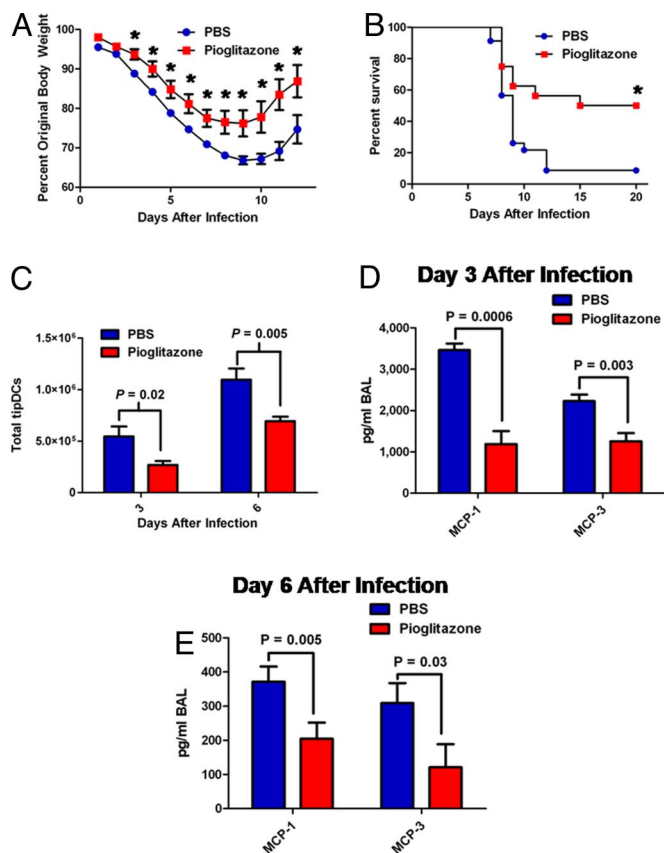 A
PBS
Pioglitazone
Percent Original Body Weight
100
90
80
70
60
* * * * * * * * * *
0 5 10
Days After Infection
B
PBS
Pioglitazone
Percent survival
100
80
60
40
20
0
*
0 5 10 15 20
Days After Infection
C
PBS
Pioglitazone
Total tipDCs
1.5×10⁶
1.0×10⁶
5.0×10⁵
0
P = 0.02
P = 0.005
3 6
Days After Infection
D Day 3 After Infection
PBS
Pioglitazone
pg/ml BAL
4,000
3,000
2,000
1,000
0
P = 0.0006
P = 0.003
MCP-1 MCP-3
Day 6 After Infection
E
PBS
Pioglitazone
pg/ml BAL
500
400
300
200
100
0
P = 0.005
P = 0.03
MCP-1 MCP-3